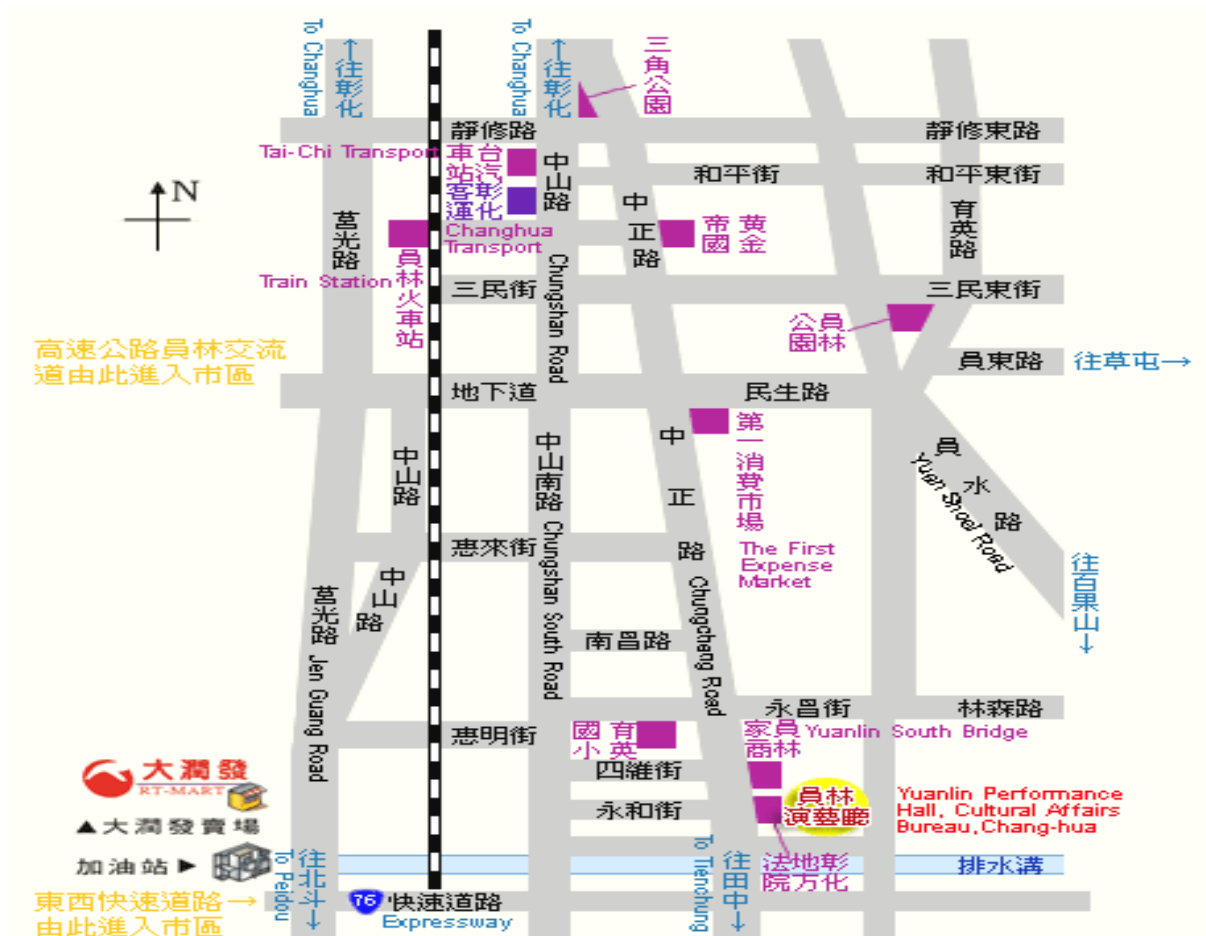 To Changhua
←往彰化
To Changhua
←往彰化
三角公園
靜修路
靜修東路
Tai-Chi Transport
台汽車站
彰化客運
Changhua
Transport
中山路
和平街
和平東街
育英路
N
莒光路
中正路
黃金帝國
Train Station
員林火車站
三民街
Chungshan Road
三民東街
員林公園
高速公路員林交流
道由此進入市區
員東路
往草屯→
地下道
民生路
中山路
中山南路
Chungshan South Road
中正路
Chungcheng Road
第一消費市場
The First
Expense
Market
員水路
Yuan Shoel Road
往百果山→
惠來街
中山路
莒光路
Jen Guang Road
南昌路
永昌街
林森路
惠明街
育英國小
員林家商
Yuanlin South Bridge
四維街
大潤發
RT-MART
▲大潤發賣場
永和街
員林
演藝廳
Yuanlin Performance
Hall, Cultural Affairs
Bureau,Chang-hua
加油站►
To Peidou
往北斗→
To Tienchung
往田中→
彰化地方法院
排水溝
東西快速道路→
由此進入市區
76
快速道路
Expressway